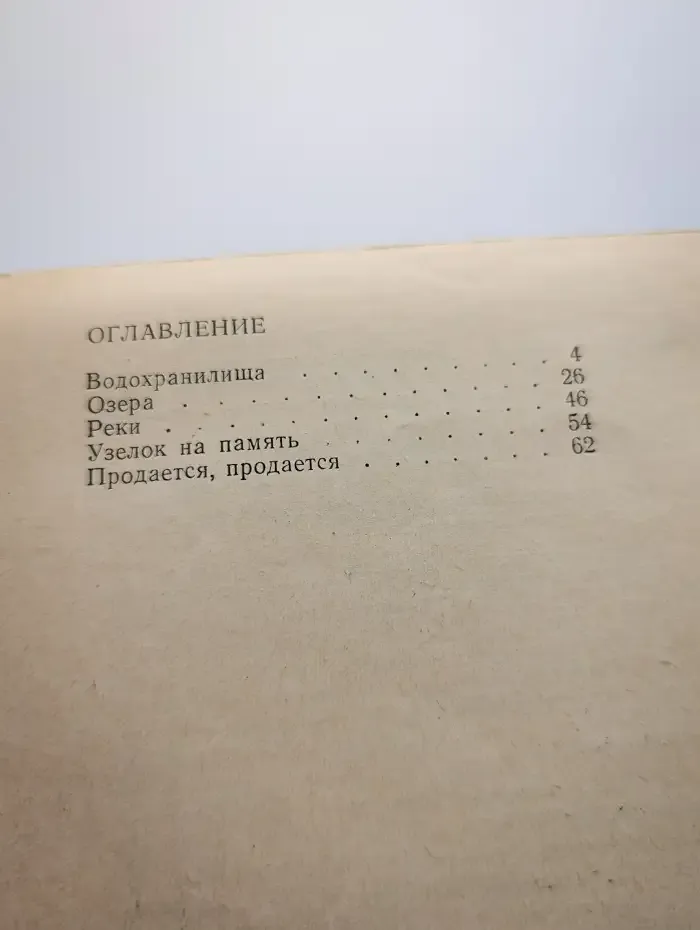 ОГЛАВЛЕНИЕ
Водохранилища . . . . . . . . 4
Озера . . . . . . . . . . . 26
Реки . . . . . . . . . . . 46
Узелок на память . . . . . . . 54
Продается, продается . . . . . . . 62